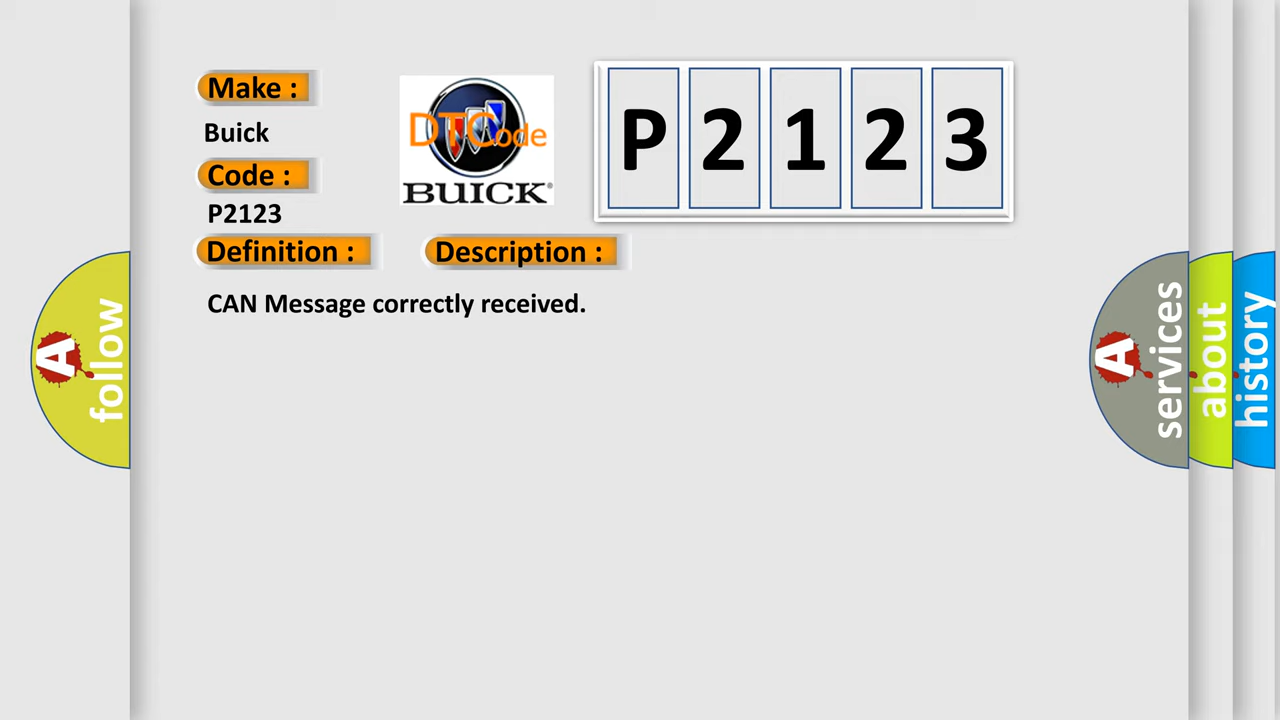 Make :
Buick
Code :
P2123
Definition :
Description :
CAN Message correctly received.
DTCode
BUICK
P 2 1 2 3
A follow
A services
about
history